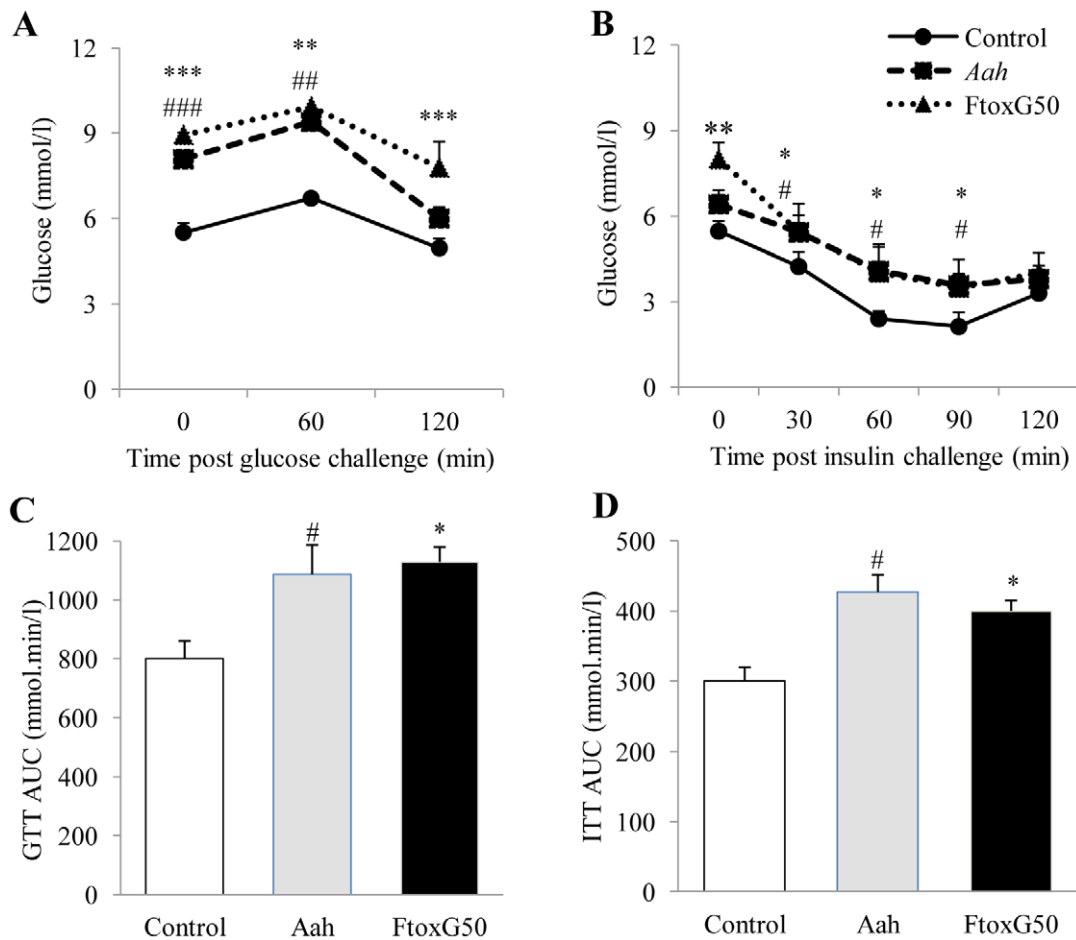 A
12
9
6
3
0
***
###
**
##
***
Glucose (mmol/l)
0 60 120
Time post glucose challenge (min)
B
Control
Aah
FtoxG50
12
9
6
3
0
**
*
#
*
#
*
#
Glucose (mmol/l)
0 30 60 90 120
Time post insulin challenge (min)
C
1200
1000
800
600
400
200
0
#
*
GTT AUC (mmol.min/l)
Control Aah FtoxG50
D
500
400
300
200
100
0
#
*
ITT AUC (mmol.min/l)
Control Aah FtoxG50